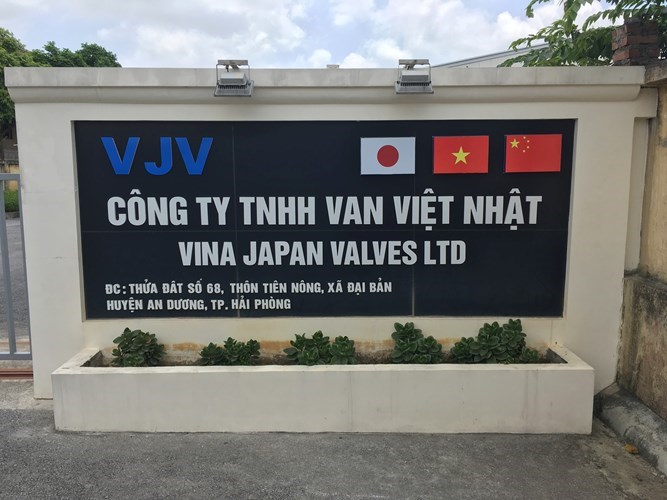 VJV
CÔNG TY TNHH VAN VIỆT NHẬT
VINA JAPAN VALVES LTD
ĐC : THỬA ĐẤT SỐ 68, THÔN TIÊN NÔNG, XÃ ĐẠI BẢN
HUYỆN AN DƯƠNG, TP. HẢI PHÒNG